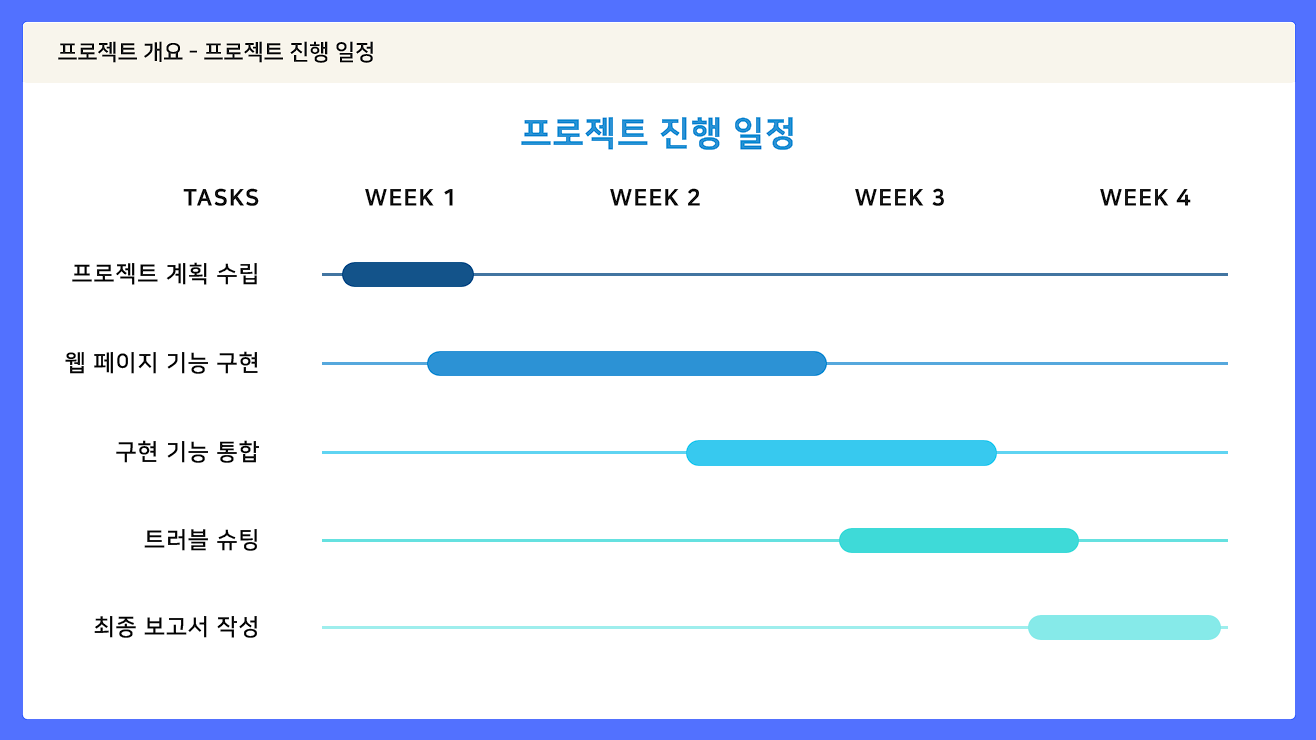 프로젝트 개요 - 프로젝트 진행 일정
프로젝트 진행 일정
TASKS WEEK 1 WEEK 2 WEEK 3 WEEK 4
프로젝트 계획 수립
웹 페이지 기능 구현
구현 기능 통합
트러블 슈팅
최종 보고서 작성